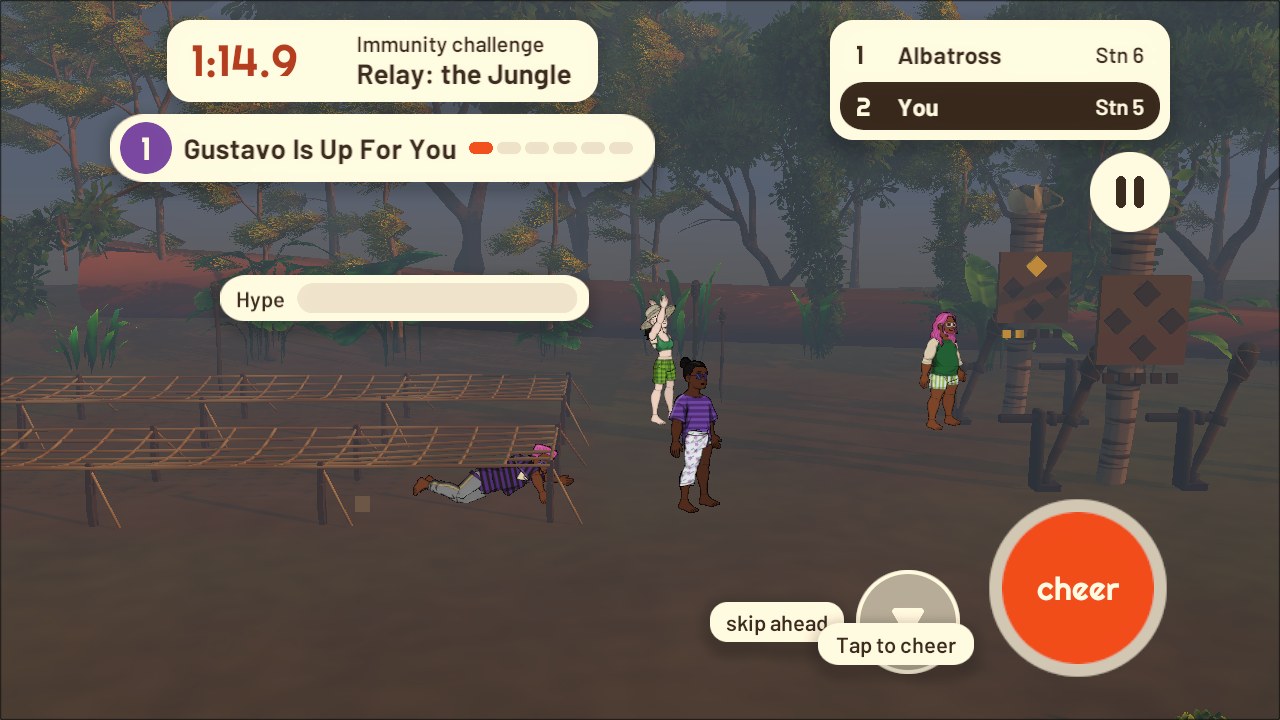 1:14.9
Immunity challenge
Relay: the Jungle
1 Albatross Stn 6
2 You Stn 5
1 Gustavo Is Up For You
Hype
skip ahead
Tap to cheer
cheer